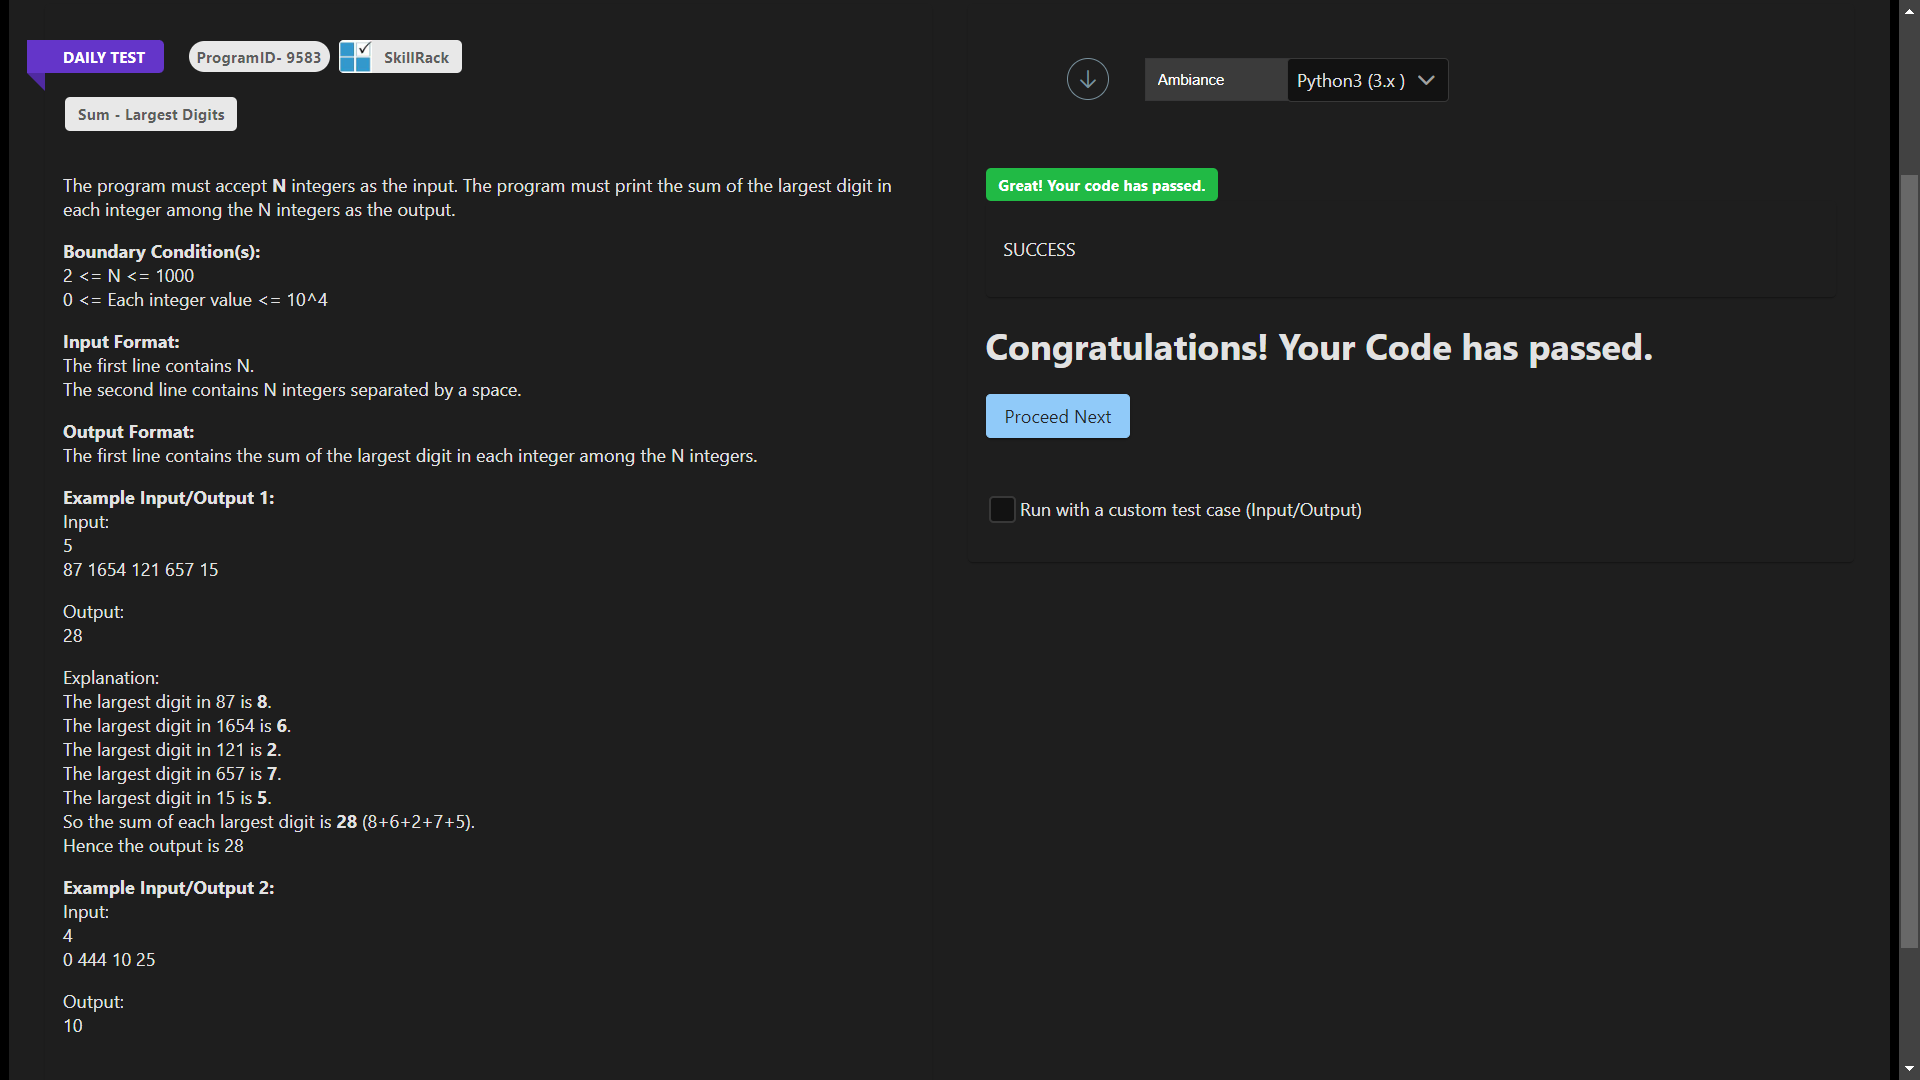 DAILY TEST
ProgramID- 9583
SkillRack
Sum - Largest Digits
The program must accept N integers as the input. The program must print the sum of the largest digit in
each integer among the N integers as the output.
Boundary Condition(s):
2 <= N <= 1000
0 <= Each integer value <= 10^4
Input Format:
The first line contains N.
The second line contains N integers separated by a space.
Output Format:
The first line contains the sum of the largest digit in each integer among the N integers.
Example Input/Output 1:
Input:
5
87 1654 121 657 15
Output:
28
Explanation:
The largest digit in 87 is 8.
The largest digit in 1654 is 6.
The largest digit in 121 is 2.
The largest digit in 657 is 7.
The largest digit in 15 is 5.
So the sum of each largest digit is 28 (8+6+2+7+5).
Hence the output is 28
Example Input/Output 2:
Input:
4
0 444 10 25
Output:
10
Ambiance
Python3 (3.x )
Great! Your code has passed.
SUCCESS
Congratulations! Your Code has passed.
Proceed Next
Run with a custom test case (Input/Output)